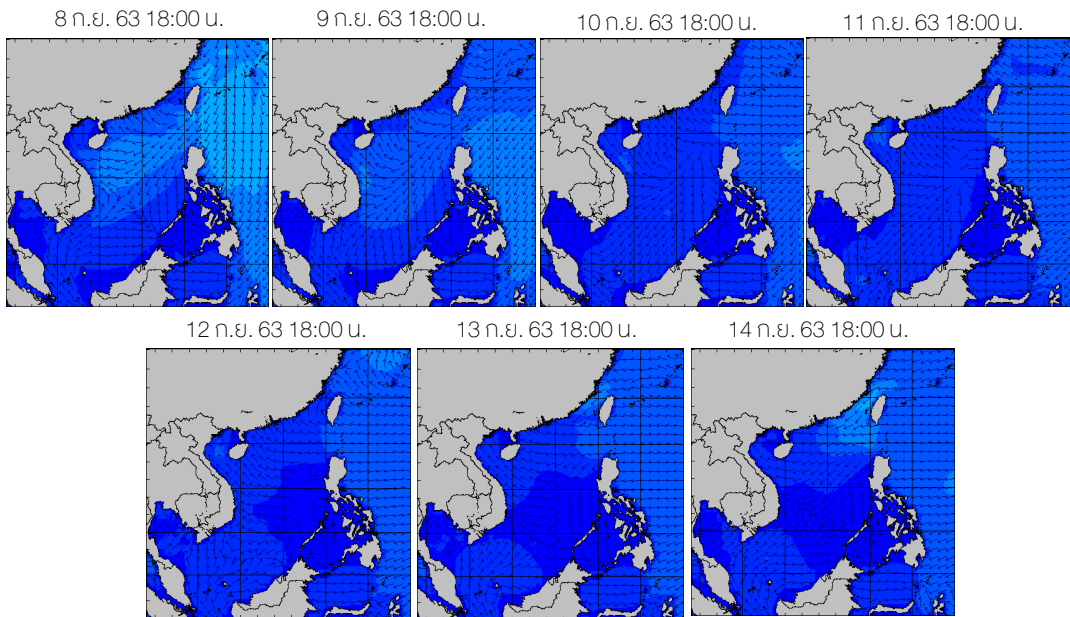 8 ก.ย. 63 18:00 น.
9 ก.ย. 63 18:00 น.
10 ก.ย. 63 18:00 น.
11 ก.ย. 63 18:00 น.
12 ก.ย. 63 18:00 น.
13 ก.ย. 63 18:00 น.
14 ก.ย. 63 18:00 น.